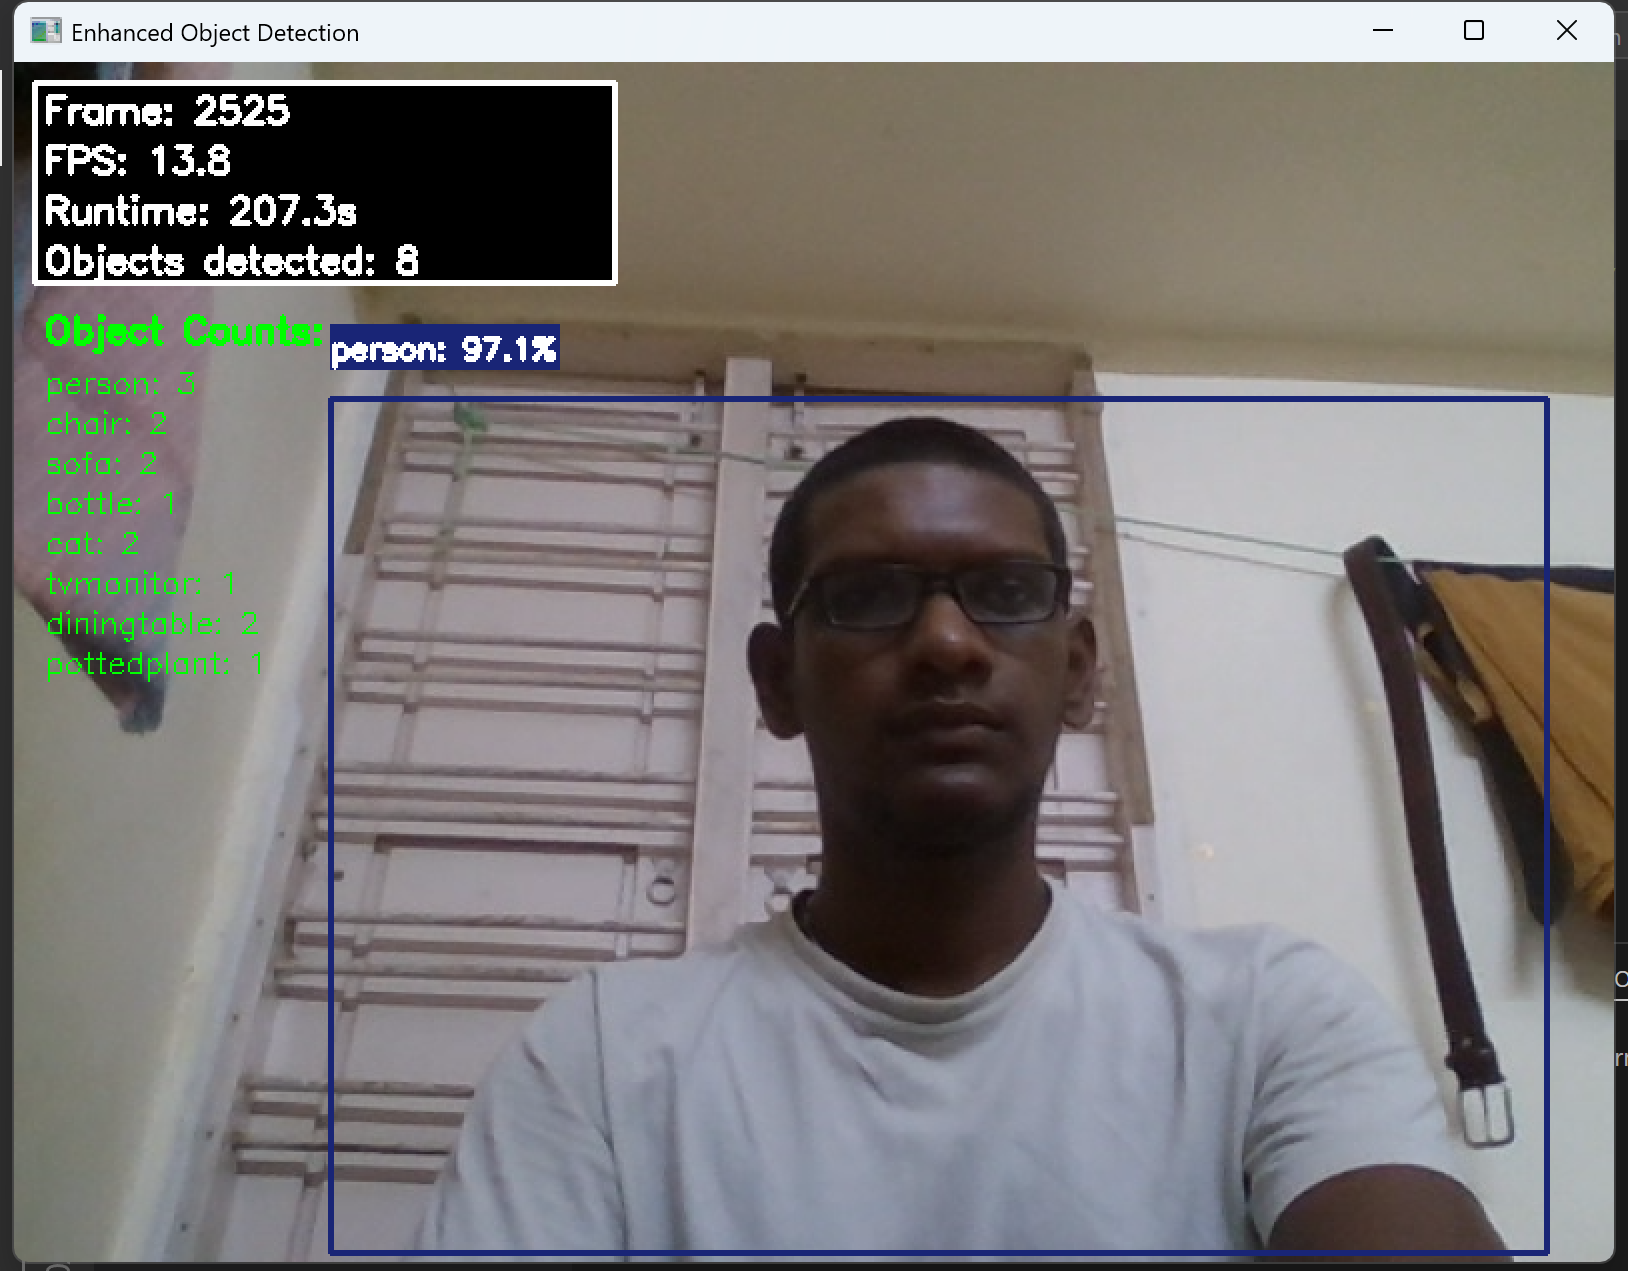 Enhanced Object Detection
Frame: 2525
FPS: 13.8
Runtime: 207.3s
Objects detected: 8
Object Counts:
person: 97.1%
person: 3
chair: 2
sofa: 2
bottle: 1
cat: 2
tvmonitor: 1
diningtable: 2
pottedplant: 1